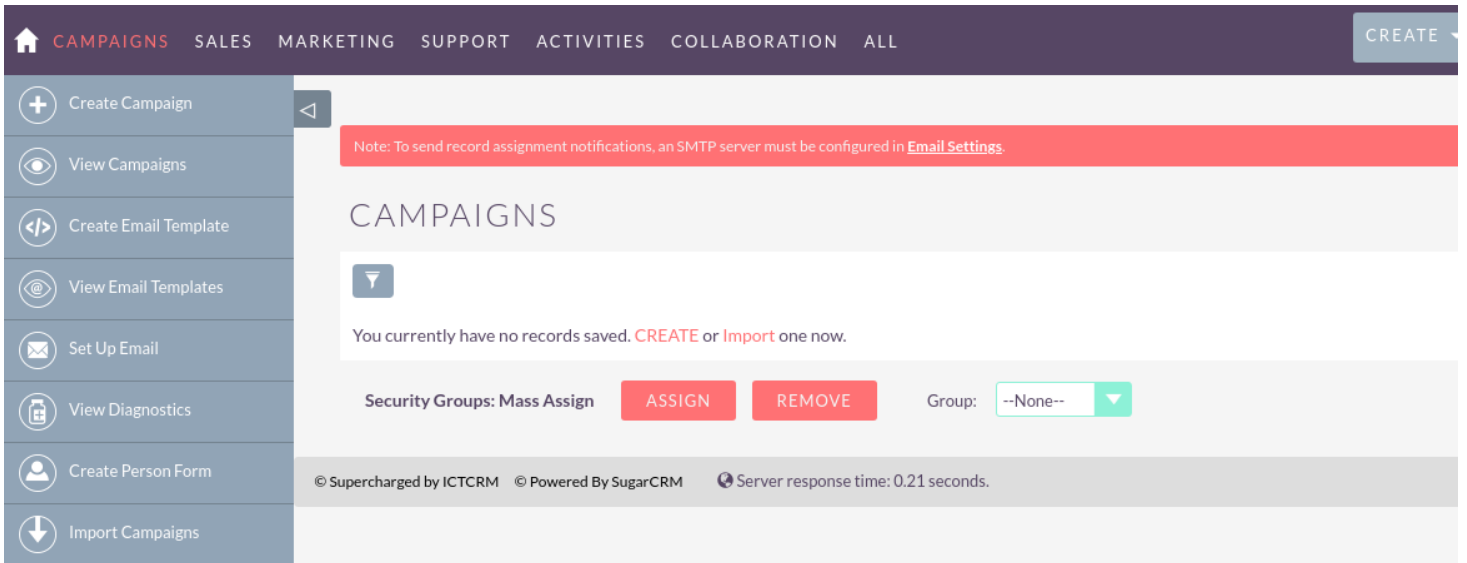 CAMPAIGNS SALES MARKETING SUPPORT ACTIVITIES COLLABORATION ALL CREATE
Create Campaign
View Campaigns
Create Email Template
View Email Templates
Set Up Email
View Diagnostics
Create Person Form
Import Campaigns
Note: To send record assignment notifications, an SMTP server must be configured in Email Settings.
CAMPAIGNS
You currently have no records saved. CREATE or Import one now.
Security Groups: Mass Assign ASSIGN REMOVE Group: --None--
© Supercharged by ICTCRM © Powered By SugarCRM Server response time: 0.21 seconds.